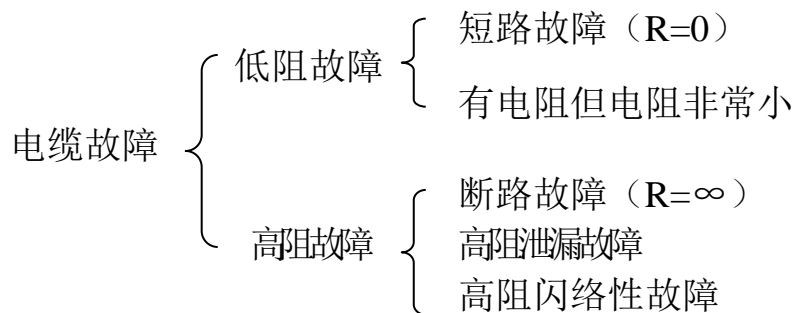 短路故障（R=0）
低阻故障
有电阻但电阻非常小
电缆故障
断路故障（R=∞）
高阻故障
高阻泄漏故障
高阻闪络性故障